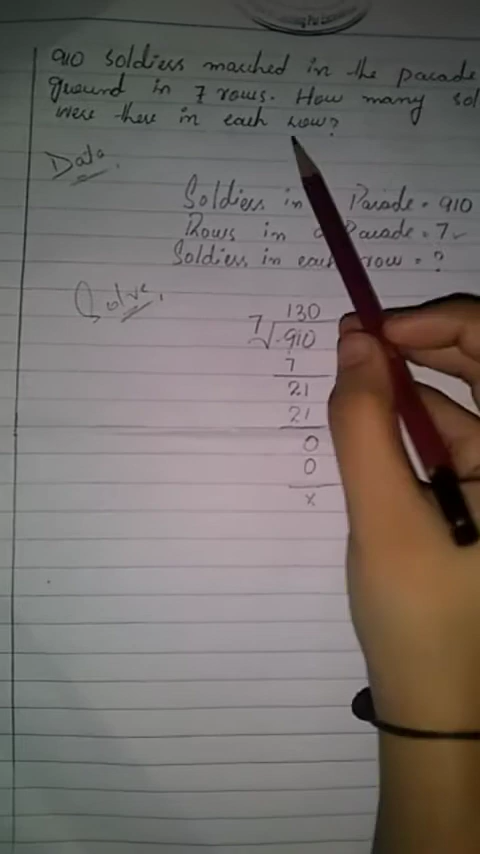 910 soldiers marched in the parade
ground in 7 rows. How many sol
were there in each row?
Data
Soldiers in Parade = 910
Rows in a Parade = 7
Soldiers in each row = ?
Solve
130
7 910
7
21
21
0
0
x